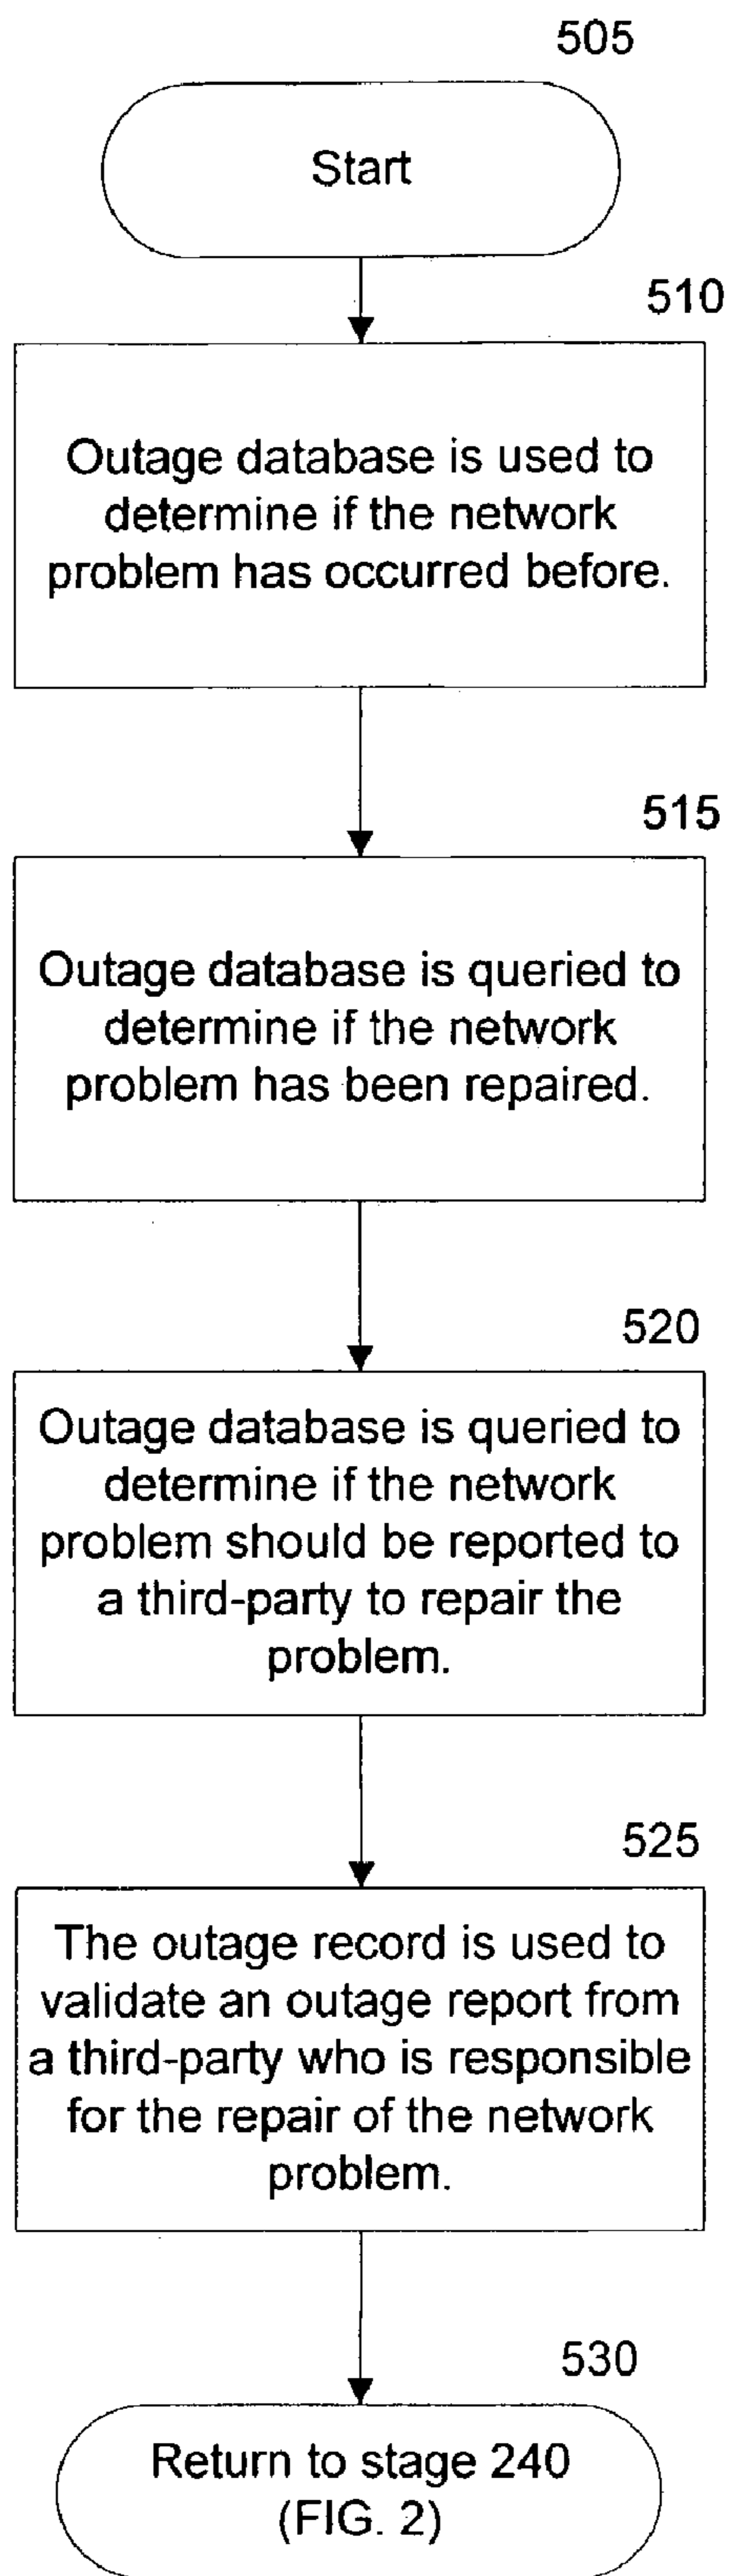 505
Start
510
Outage database is used to
determine if the network
problem has occurred before.
515
Outage database is queried to
determine if the network
problem has been repaired.
520
Outage database is queried to
determine if the network
problem should be reported to
a third-party to repair the
problem.
525
The outage record is used to
validate an outage report from
a third-party who is responsible
for the repair of the network
problem.
530
Return to stage 240
(FIG. 2)